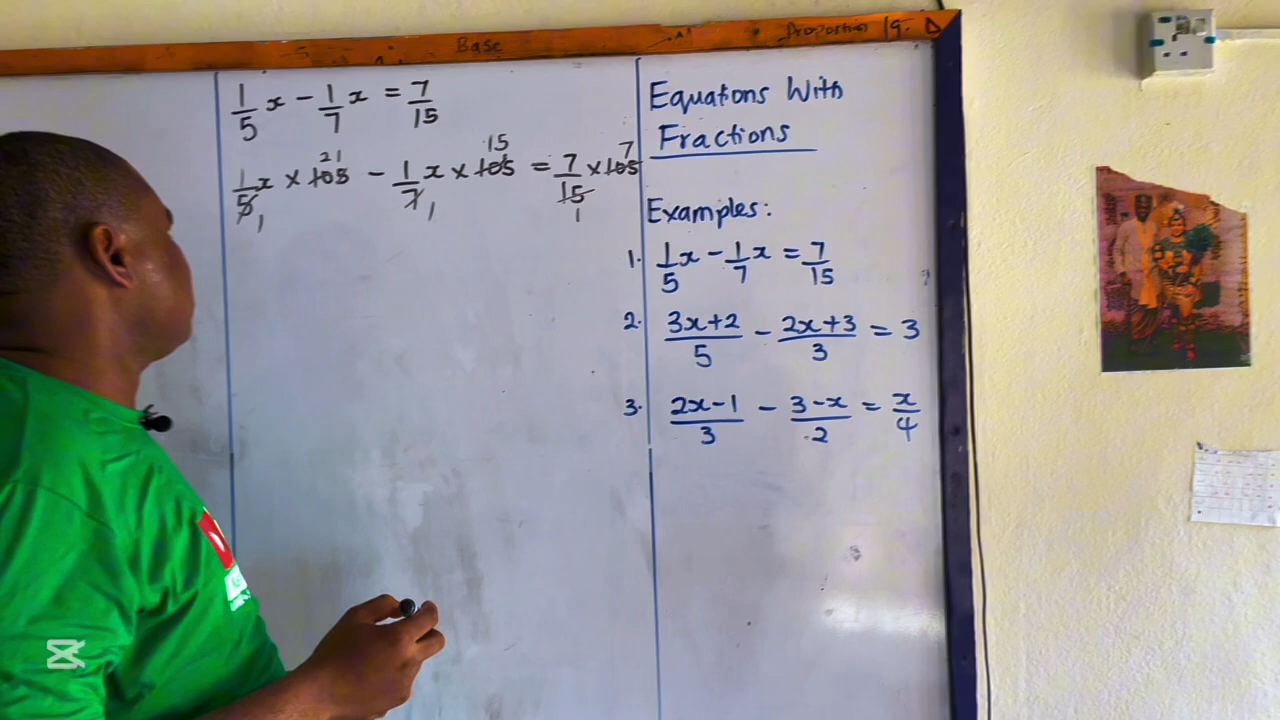 Base
Proportion
1/5 x - 1/7 x = 7/15
1/5 x × 105 21 - 1/7 x × 105 15 = 7/15 × 105 7
1 1 1
Equations With
Fractions
Examples:
1. 1/5 x - 1/7 x = 7/15
2. (3x+2)/5 - (2x+3)/3 = 3
3. (2x-1)/3 - (3-x)/2 = x/4